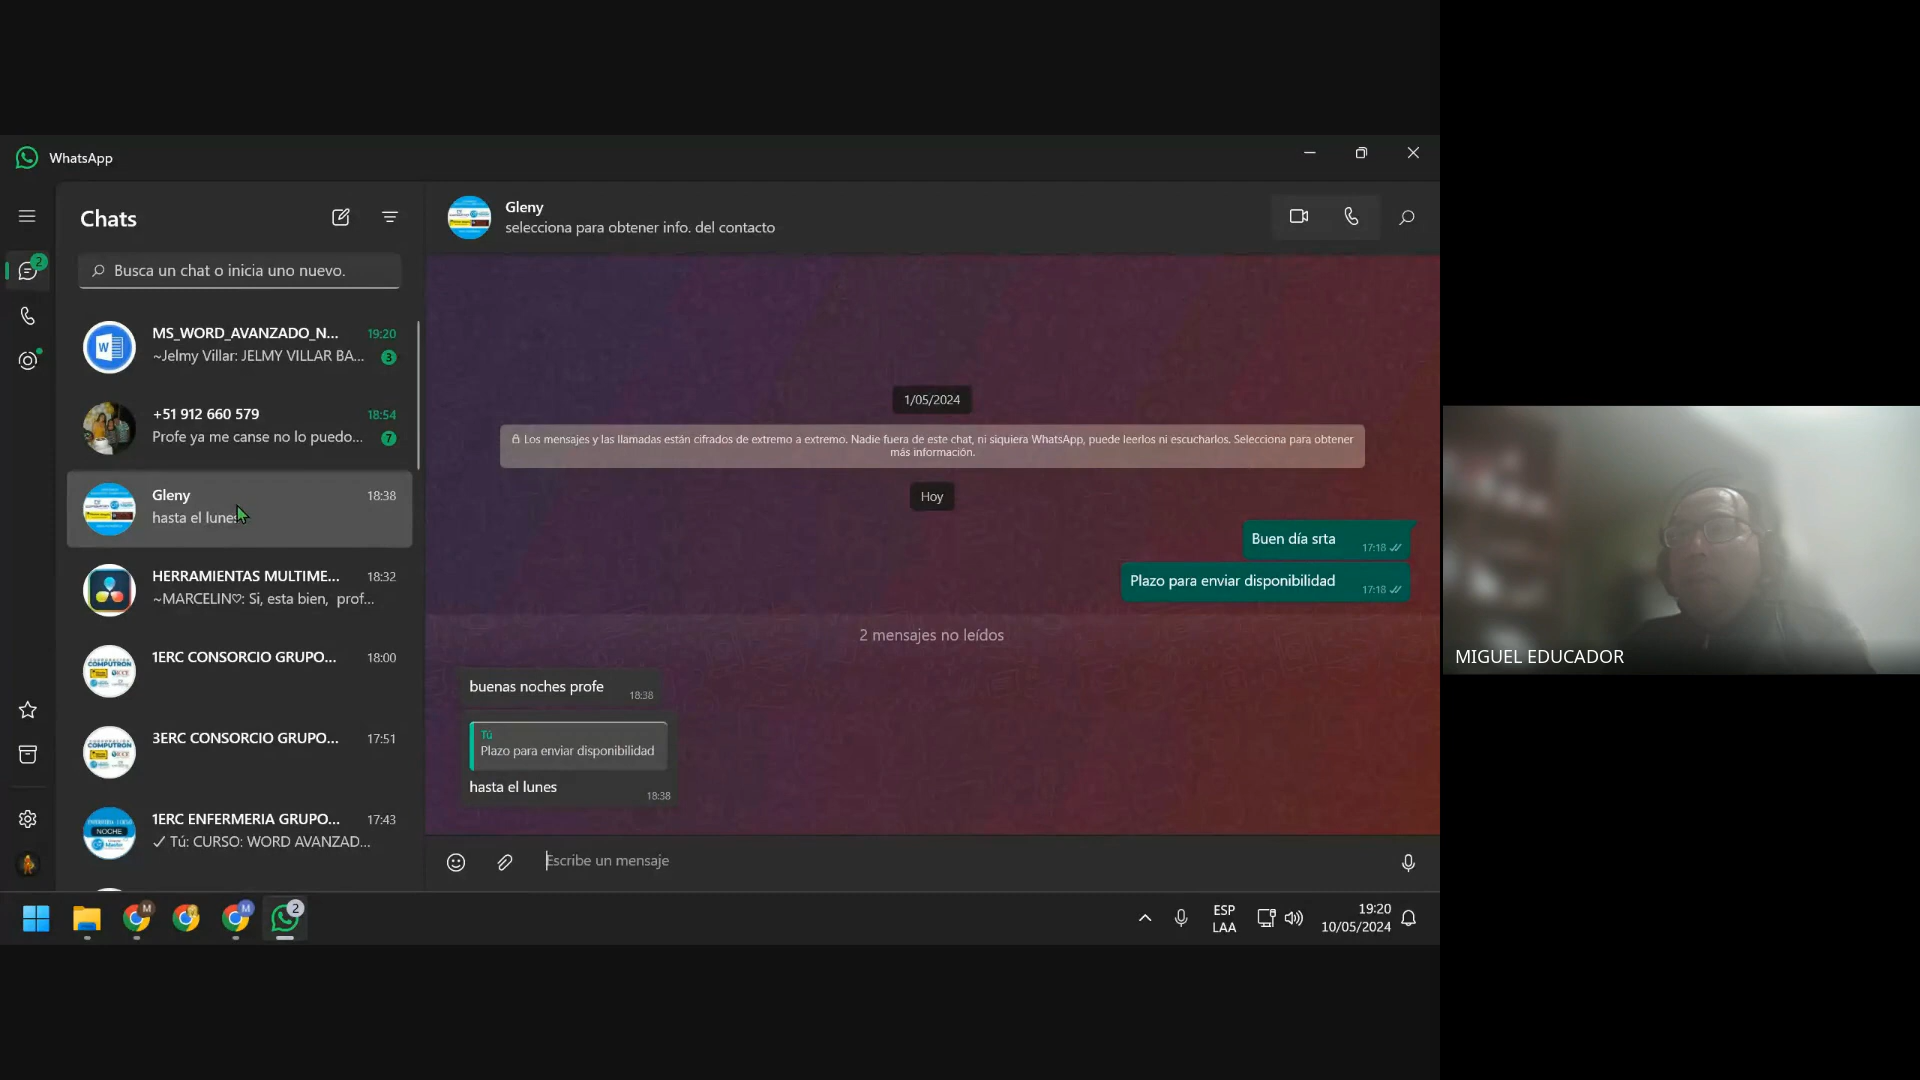 WhatsApp
Chats
Busca un chat o inicia uno nuevo.
2
MS_WORD_AVANZADO_N... 19:20
~Jelmy Villar: JELMY VILLAR BA... 3
+51 912 660 579 18:54
Profe ya me canse no lo puedo... 7
Gleny 18:38
hasta el lunes
HERRAMIENTAS MULTIME... 18:32
~MARCELIN♡: Si, esta bien, prof...
1ERC CONSORCIO GRUPO... 18:00
3ERC CONSORCIO GRUPO... 17:51
1ERC ENFERMERIA GRUPO... 17:43
✓ Tú: CURSO: WORD AVANZAD...
COMPUTRON
COMPUTRON
NOCHE
Gleny
selecciona para obtener info. del contacto
1/05/2024
Los mensajes y las llamadas están cifrados de extremo a extremo. Nadie fuera de este chat, ni siquiera WhatsApp, puede leerlos ni escucharlos. Selecciona para obtener
más información.
Hoy
Buen día srta 17:18
Plazo para enviar disponibilidad 17:18
2 mensajes no leídos
buenas noches profe 18:38
Tú
Plazo para enviar disponibilidad
hasta el lunes 18:38
Escribe un mensaje
MIGUEL EDUCADOR
M
M
2
ESP
LAA
19:20
10/05/2024